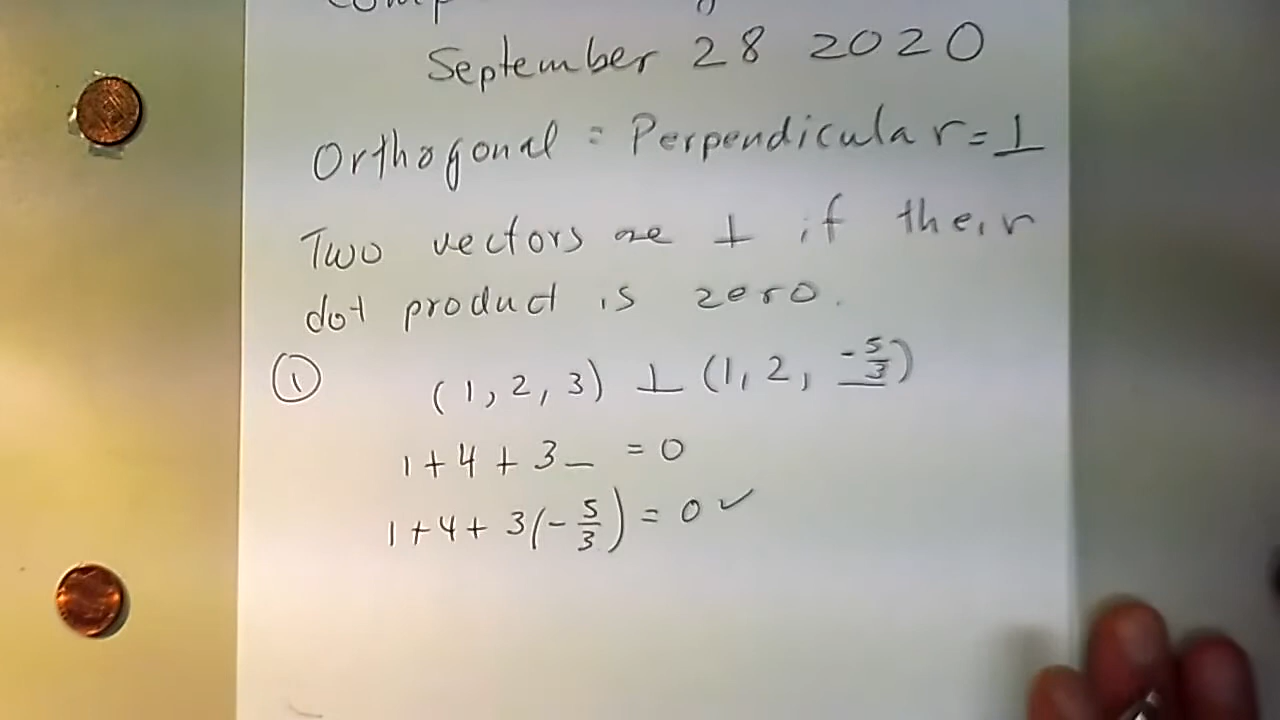 September 28 2020
Orthogonal = Perpendicular = ⊥
Two vectors are ⊥ if their
dot product is zero.
① (1, 2, 3) ⊥ (1, 2, -5/3)
1 + 4 + 3_ = 0
1 + 4 + 3(-5/3) = 0 ✓